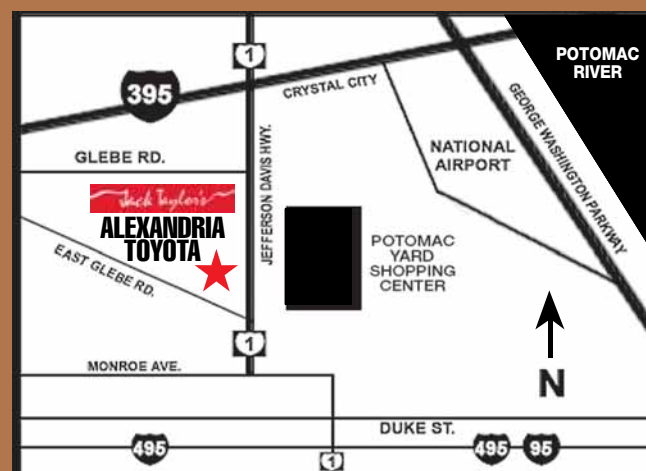 1
POTOMAC
RIVER
395
CRYSTAL CITY
GEORGE WASHINGTON PARKWAY
GLEBE RD.
JEFFERSON DAVIS HWY.
NATIONAL
AIRPORT
Jack Taylor's
ALEXANDRIA
TOYOTA
EAST GLEBE RD.
POTOMAC
YARD
SHOPPING
CENTER
1
MONROE AVE.
N
DUKE ST.
495
1
495
95